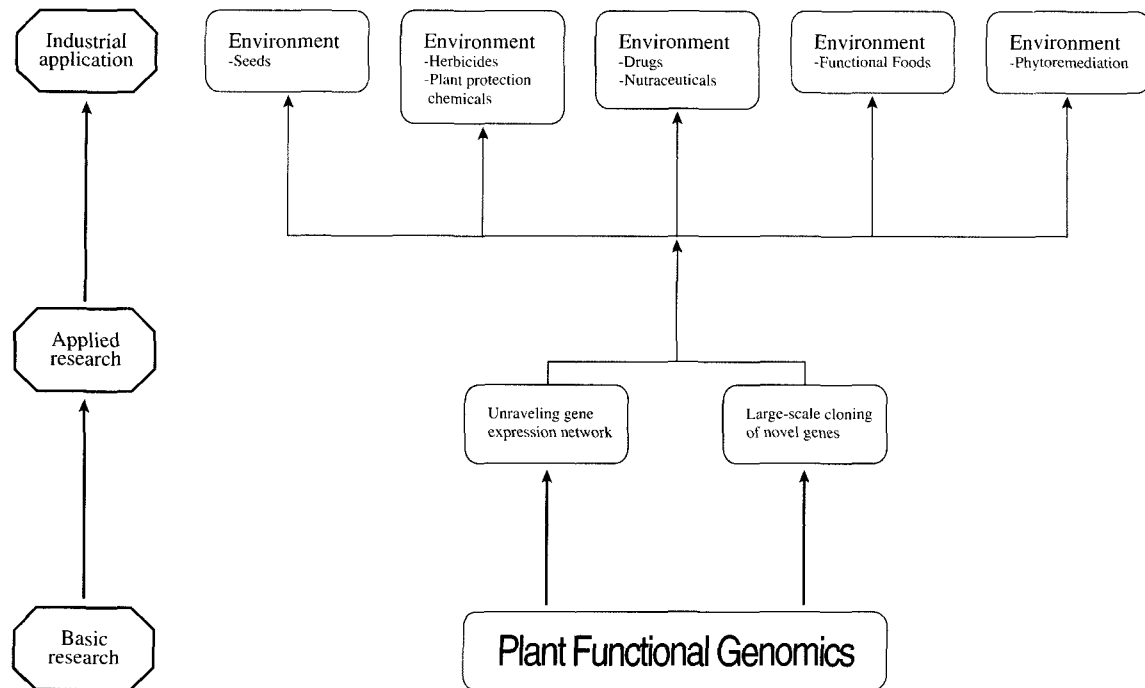 Industrial
application
Environment
-Seeds
Environment
-Herbicides
-Plant protection
chemicals
Environment
-Drugs
-Nutraceuticals
Environment
-Functional Foods
Environment
-Phytoremediation
Applied
research
Unraveling gene
expression network
Large-scale cloning
of novel genes
Basic
research
Plant Functional Genomics